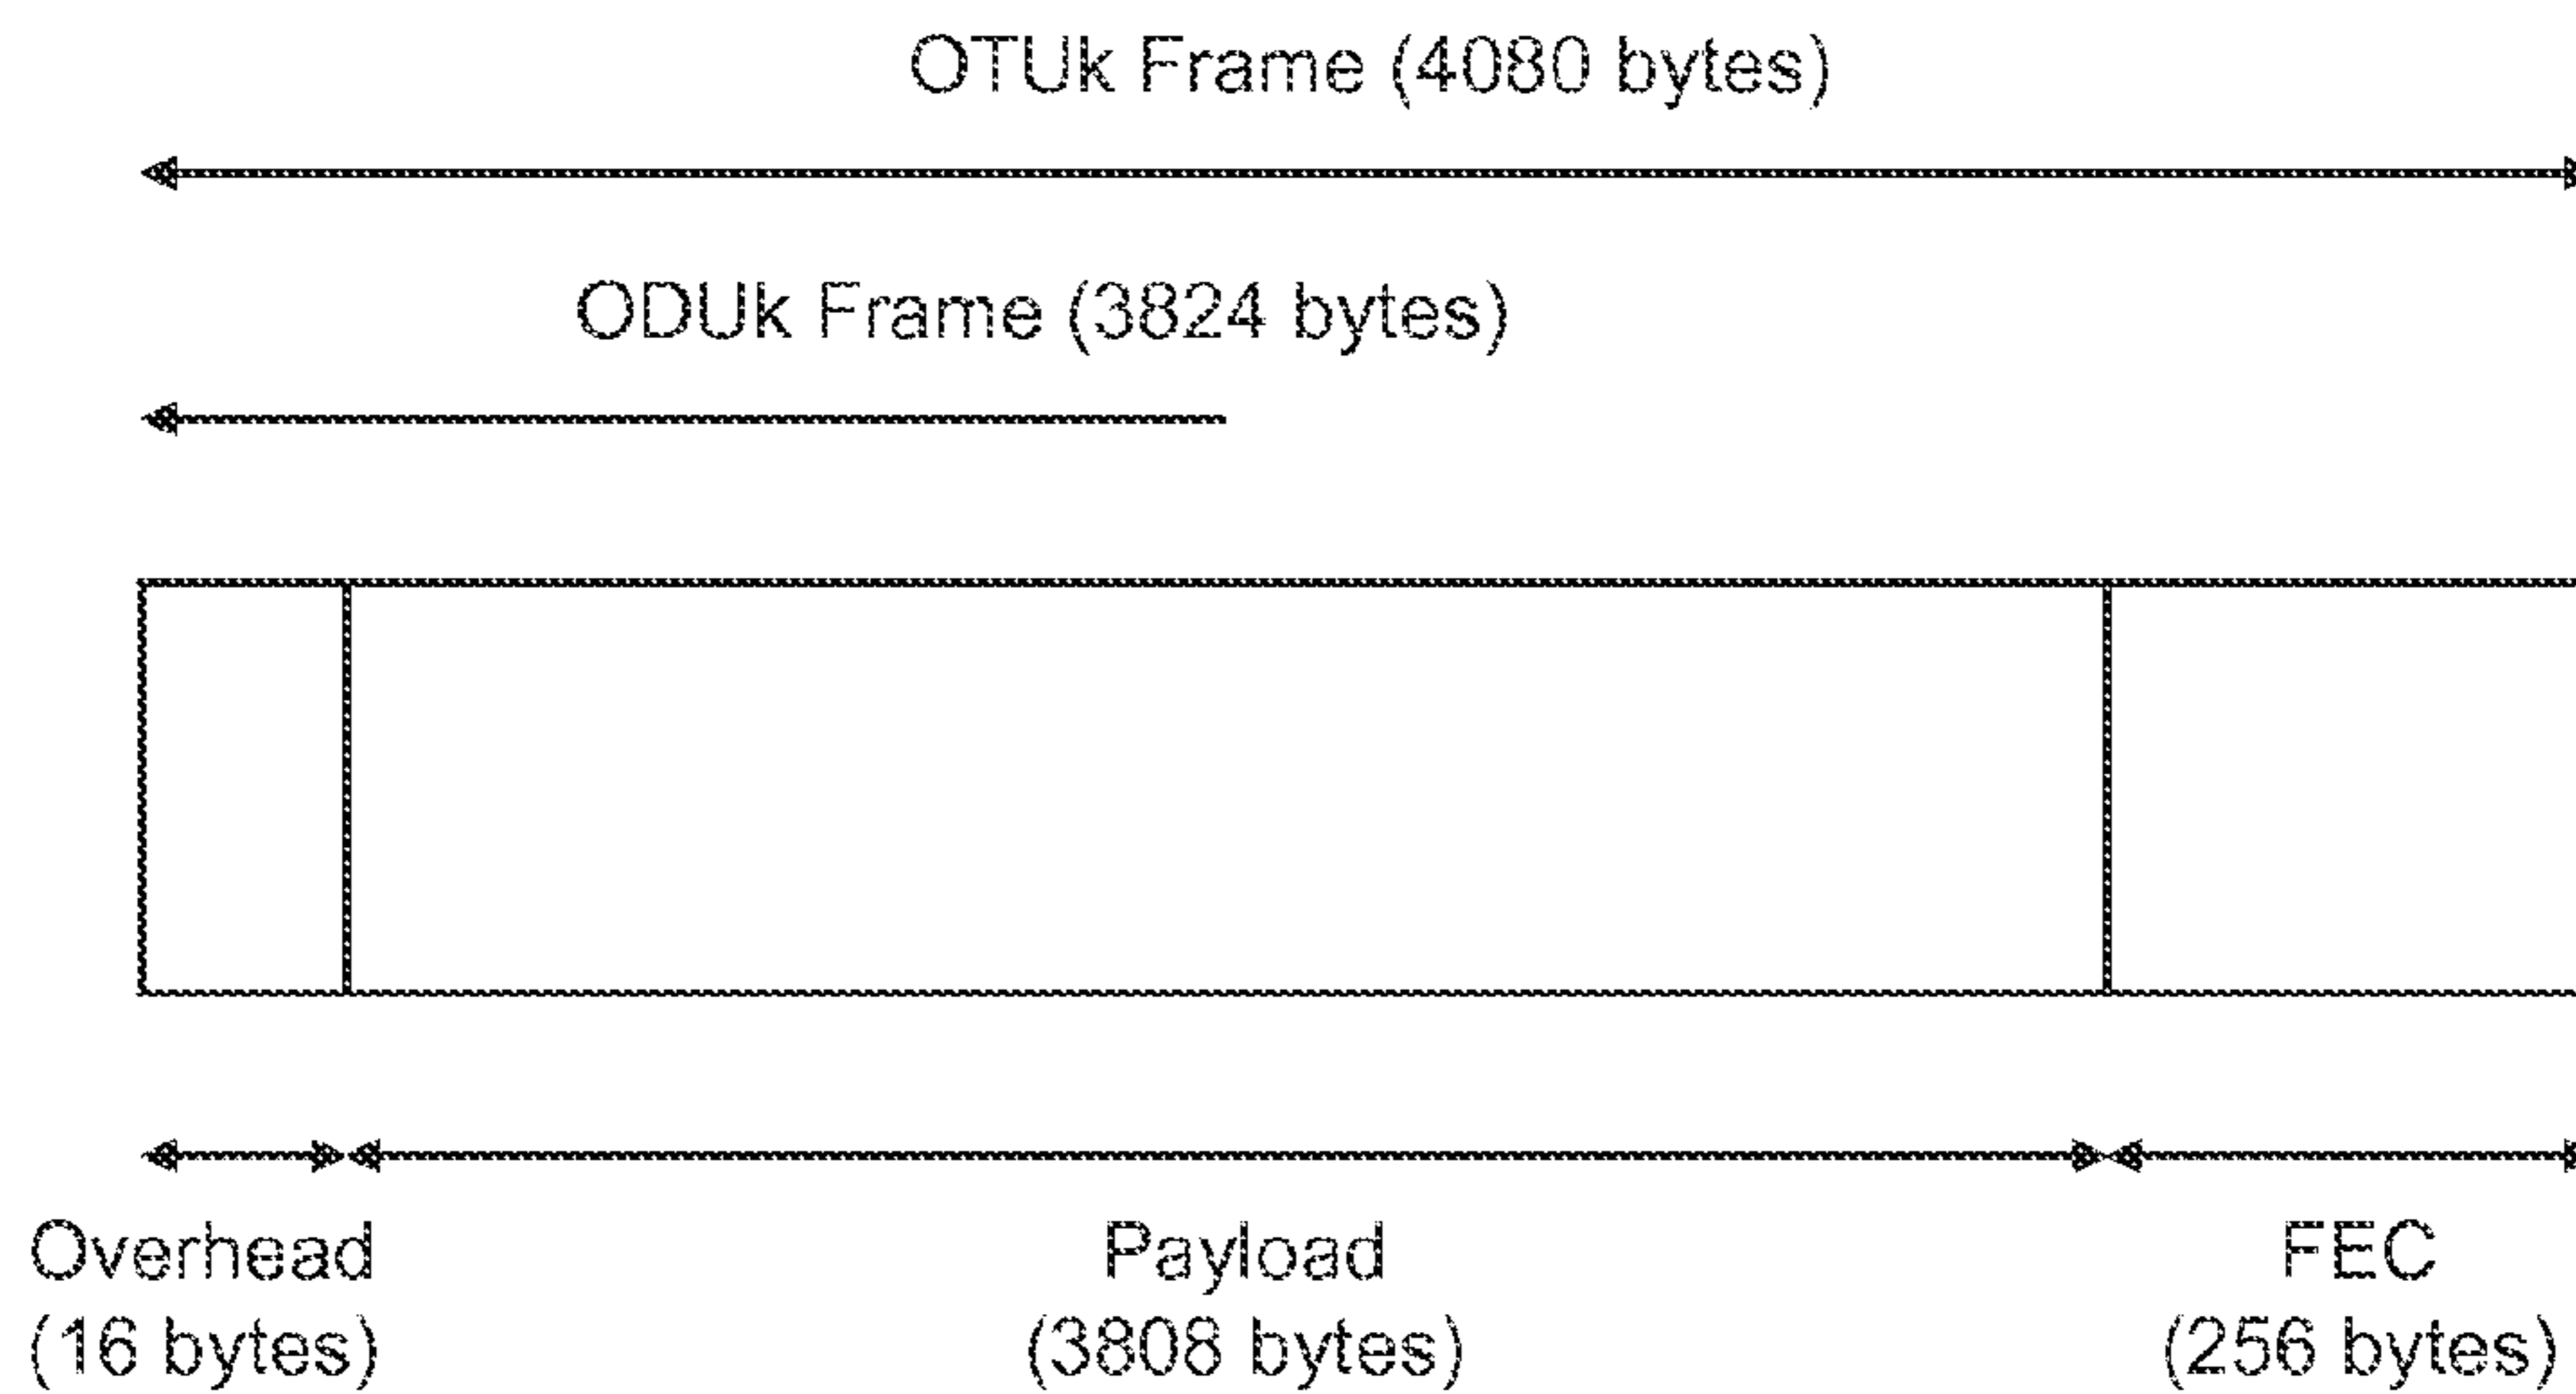 OTUk Frame (4080 bytes)
ODUk Frame (3824 bytes)
Overhead
(16 bytes)
Payload
(3808 bytes)
FEC
(256 bytes)